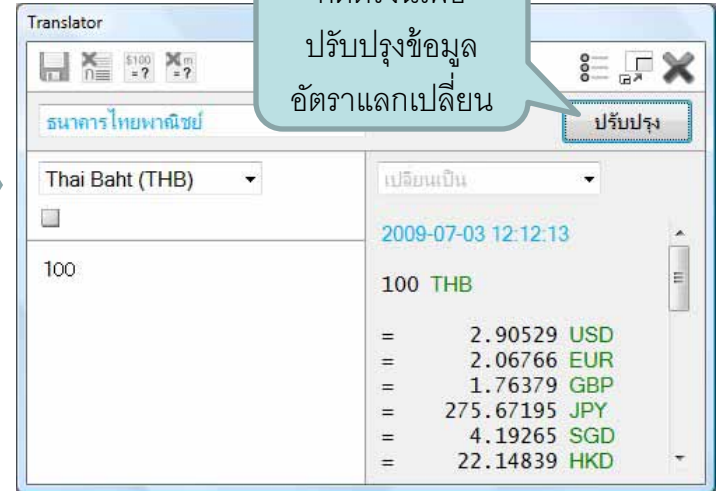 Translator
ปรับปรุงข้อมูล
อัตราแลกเปลี่ยน
$100
= ?
= ?
ธนาคารไทยพาณิชย์
ปรับปรุง
Thai Baht (THB)
เปลี่ยนเป็น
2009-07-03 12:12:13
100
100 THB
= 2.90529 USD
= 2.06766 EUR
= 1.76379 GBP
= 275.67195 JPY
= 4.19265 SGD
= 22.14839 HKD